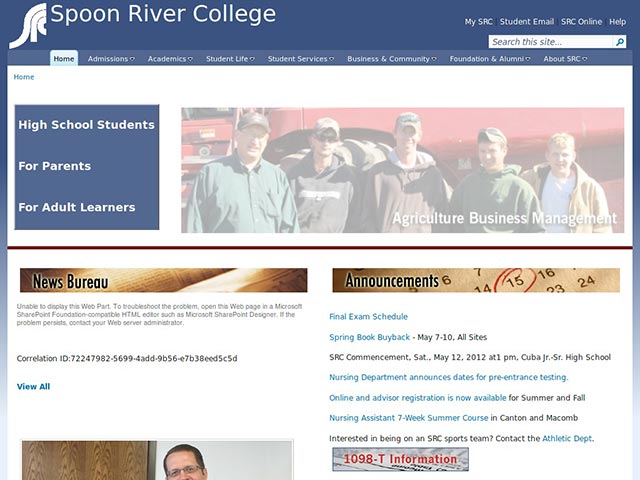 Spoon River College
My SRC | Student Email | SRC Online | Help
Search this site...
Home Admissions Academics Student Life Student Services Business & Community Foundation & Alumni About SRC
Home
High School Students
For Parents
For Adult Learners
Agriculture Business Management
News Bureau
Unable to display this Web Part. To troubleshoot the problem, open this Web page in a Microsoft
SharePoint Foundation-compatible HTML editor such as Microsoft SharePoint Designer. If the
problem persists, contact your Web server administrator.
Correlation ID:72247982-5699-4add-9b56-e7b38eed5c5d
View All
Announcements
15 16
Final Exam Schedule
Spring Book Buyback - May 7-10, All Sites
SRC Commencement, Sat., May 12, 2012 at1 pm, Cuba Jr.-Sr. High School
Nursing Department announces dates for pre-entrance testing.
Online and advisor registration is now available for Summer and Fall
Nursing Assistant 7-Week Summer Course in Canton and Macomb
Interested in being on an SRC sports team? Contact the Athletic Dept.
1098-T Information